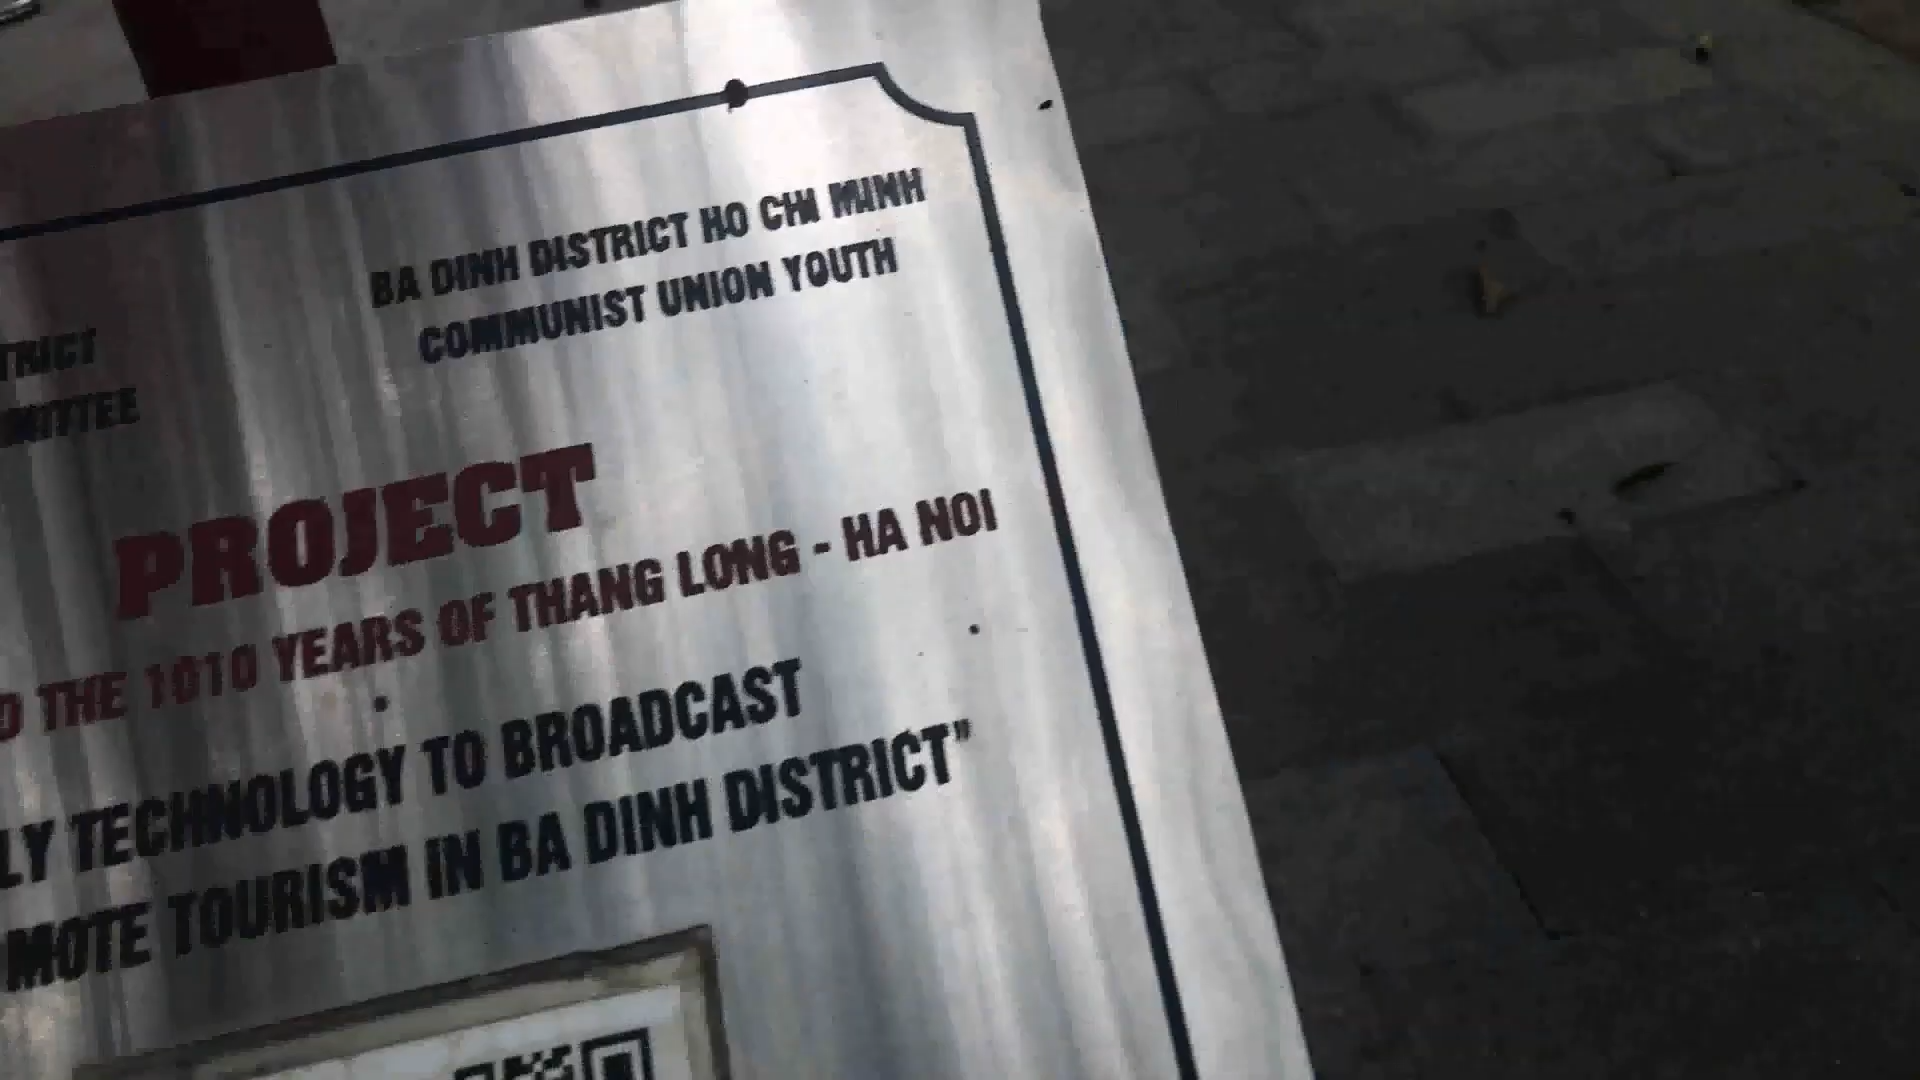 BA DINH DISTRICT HO CHI MINH
COMMUNIST UNION YOUTH
TRICT
MITTEE
PROJECT
THE 1010 YEARS OF THANG LONG - HA NOI
LY TECHNOLOGY TO BROADCAST
MOTE TOURISM IN BA DINH DISTRICT”